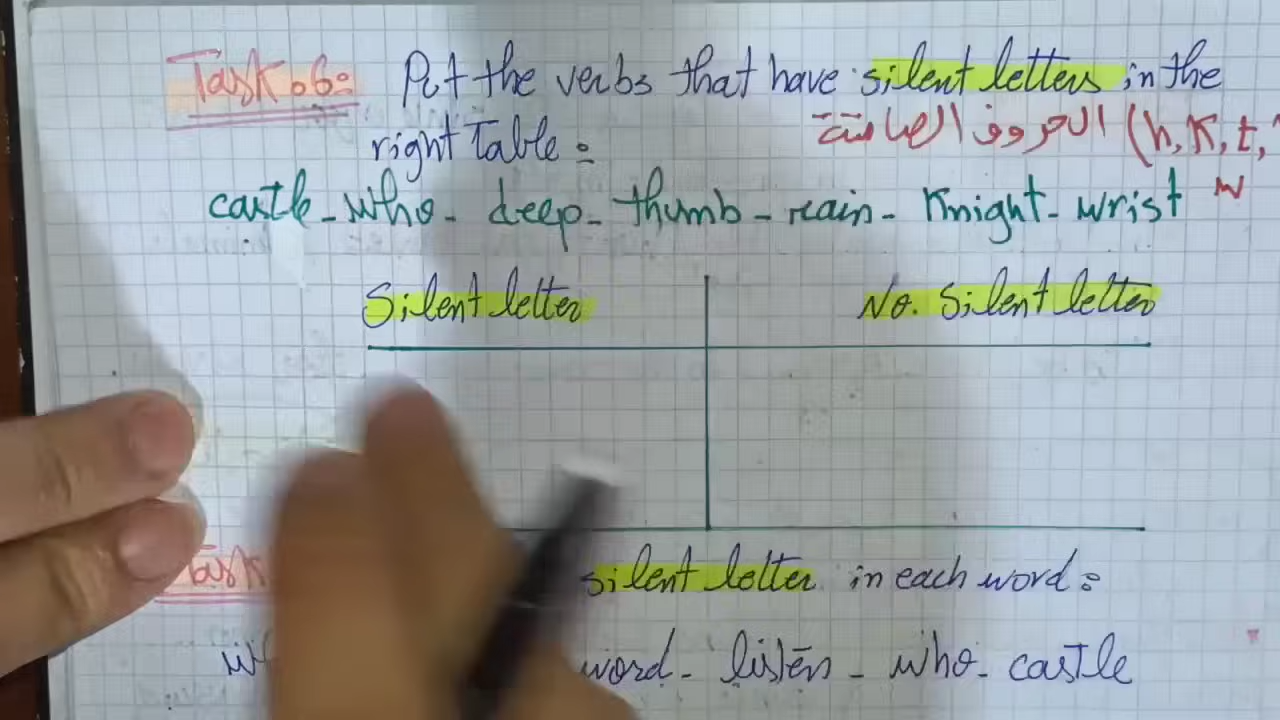 Task 06: Put the verbs that have silent letters in the
right Table: الحروف الصامتة (h, K, t,
castle - who - deep - thumb - rain - Knight - wrist w
Silent letter No. Silent letter
Task silent letter in each word:
word - listen - who - castle